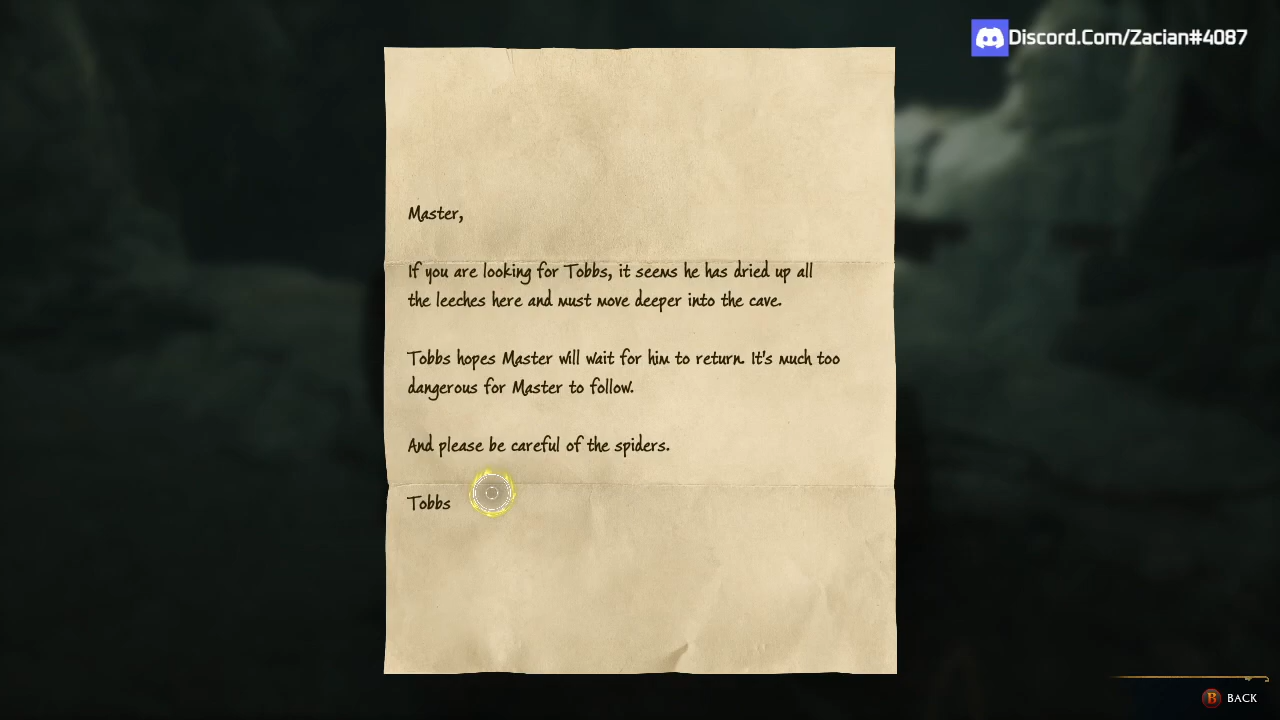 Discord.Com/Zacian#4087
Master,
If you are looking for Tobbs, it seems he has dried up all
the leeches here and must move deeper into the cave.
Tobbs hopes Master will wait for him to return. It's much too
dangerous for Master to follow.
And please be careful of the spiders.
Tobbs
B BACK